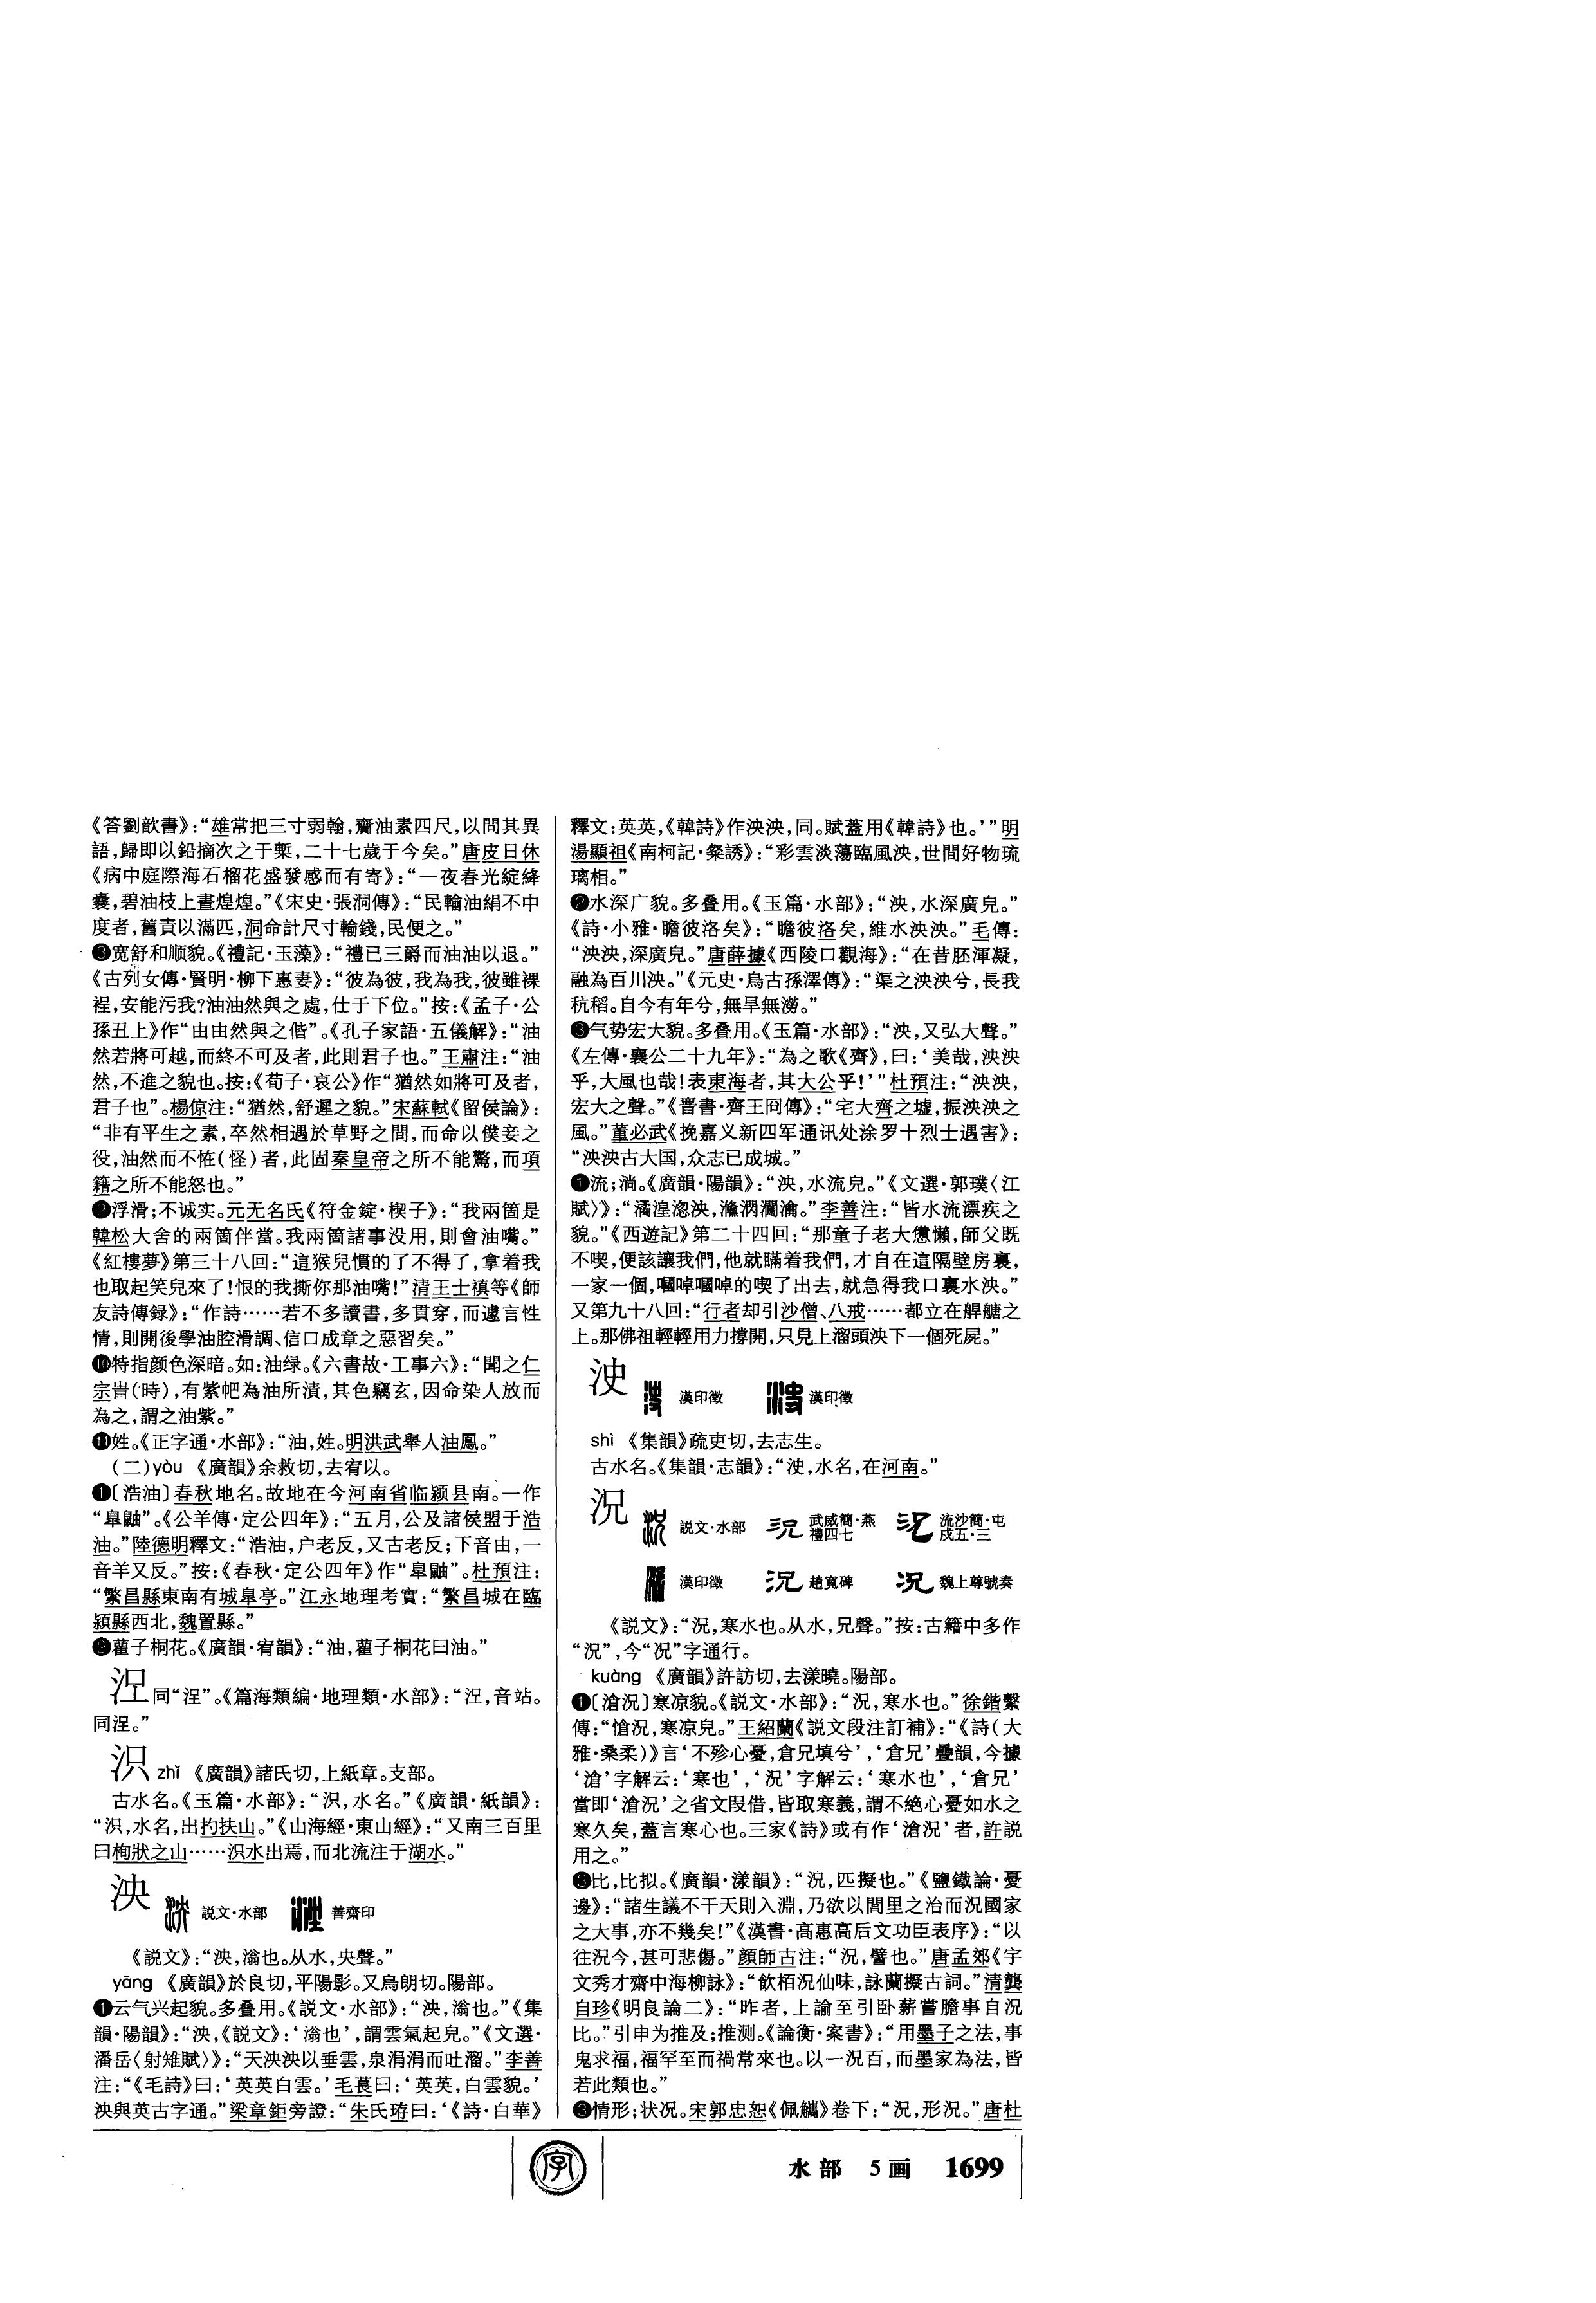 《答劉歆書》：“雄常把三寸弱翰，齎油素四尺，以問其異
語，歸即以鉛摘次之于槧，二十七歲于今矣。”唐皮日休
《病中庭際海石榴花盛發感而有寄》：“一夜春光綻絳
囊，碧油枝上晝煌煌。”《宋史·張洞傳》：“民輸油絹不中
度者，舊責以滿匹，洞命計尺寸輸錢，民便之。”
❸宽舒和顺貌。《禮記·玉藻》：“禮已三爵而油油以退。”
《古列女傳·賢明·柳下惠妻》：“彼為彼，我為我，彼雖裸
裎，安能污我?油油然與之處，仕于下位。”按：《孟子·公
孫丑上》作“由由然與之偕”。《孔子家語·五儀解》：“油
然若將可越，而終不可及者，此則君子也。”王肅注：“油
然，不進之貌也。按：《荀子·哀公》作“猶然如將可及者，
君子也”。楊倞注：“猶然，舒遲之貌。”宋蘇軾《留侯論》：
“非有平生之素，卒然相遇於草野之間，而命以僕妾之
役，油然而不恠(怪)者，此固秦皇帝之所不能驚，而項
籍之所不能怒也。”
❷浮滑；不诚实。元无名氏《符金錠·楔子》：“我兩箇是
韓松大舍的兩箇伴當。我兩箇諸事没用，則會油嘴。”
《紅樓夢》第三十八回：“這猴兒慣的了不得了，拿着我
也取起笑兒來了！恨的我撕你那油嘴！”清王士禛等《師
友詩傳録》：“作詩……若不多讀書，多貫穿，而遽言性
情，則開後學油腔滑調、信口成章之惡習矣。”
❿特指颜色深暗。如：油绿。《六書故·工事六》：“聞之仁
宗旹(時)，有紫帊為油所漬，其色竊玄，因命染人放而
為之，謂之油紫。”
⓫姓。《正字通·水部》：“油，姓。明洪武舉人油鳳。”
(二)yòu 《廣韻》余救切，去宥以。
❶〔浩油〕春秋地名。故地在今河南省临颍县南。一作
“臯鼬”。《公羊傳·定公四年》：“五月，公及諸侯盟于浩
油。”陸德明釋文：“浩油，户老反，又古老反；下音由，一
音羊又反。”按：《春秋·定公四年》作“臯鼬”。杜預注：
“繁昌縣東南有城臯亭。”江永地理考實：“繁昌城在臨
潁縣西北，魏置縣。”
❷藋子桐花。《廣韻·宥韻》：“油，藋子桐花曰油。”
㘿同“涅”。《篇海類編·地理類·水部》：“，音站。
同涅。”
沢 zhǐ 《廣韻》諸氏切，上紙章。支部。
古水名。《玉篇·水部》：“，水名。”《廣韻·紙韻》：
“，水名，出扚扶山。”《山海經·東山經》：“又南三百里
曰栒狀之山……水出焉，而北流注于湖水。”
泱 説文·水部 善齋印
《説文》：“泱，滃也。从水，央聲。”
yāng 《廣韻》於良切，平陽影。又烏朗切。陽部。
❶云气兴起貌。多叠用。《説文·水部》：“泱，滃也。”《集
韻·陽韻》：“泱，《説文》：‘滃也’，謂雲氣起皃。”《文選·
潘岳〈射雉賦〉》：“天泱泱以垂雲，泉涓涓而吐溜。”李善
注：“《毛詩》曰：‘英英白雲。’毛萇曰：‘英英，白雲貌。’
泱與英古字通。”梁章鉅旁證：“朱氏珔曰：‘《詩·白華》
釋文：英英，《韓詩》作泱泱，同。賦蓋用《韓詩》也。’”明
湯顯祖《南柯記·粲誘》：“彩雲淡蕩臨風泱，世間好物琉
璃相。”
❷水深广貌。多叠用。《玉篇·水部》：“泱，水深廣皃。”
《詩·小雅·瞻彼洛矣》：“瞻彼洛矣，維水泱泱。”毛傳：
“泱泱，深廣皃。”唐薛據《西陵口觀海》：“在昔胚渾凝，
融為百川泱。”《元史·烏古孫澤傳》：“渠之泱泱兮，長我
秔稻。自今有年兮，無旱無澇。”
❸气势宏大貌。多叠用。《玉篇·水部》：“泱，又弘大聲。”
《左傳·襄公二十九年》：“為之歌《齊》，曰：‘美哉，泱泱
乎，大風也哉！表東海者，其大公乎！’”杜預注：“泱泱，
宏大之聲。”《晋書·齊王冏傳》：“宅大齊之墟，振泱泱之
風。”董必武《挽嘉义新四军通讯处涂罗十烈士遇害》：
“泱泱古大国，众志已成城。”
❶流；淌。《廣韻·陽韻》：“泱，水流皃。”《文選·郭璞〈江
賦〉》：“潏湟淴泱，瀟。”李善注：“皆水流漂疾之
貌。”《西遊記》第二十四回：“那童子老大憊懶，師父既
不喫，便該讓我們，他就瞞着我們，才自在這隔壁房裏，
一家一個，嘓啅嘓啅的喫了出去，就急得我口裏水泱。”
又第九十八回：“行者却引沙僧、八戒……都立在艀艫之
上。那佛祖輕輕用力撐開，只見上溜頭泱下一個死屍。”
浅 漢印徵 漢印徵
shì 《集韻》疏吏切，去志生。
古水名。《集韻·志韻》：“，水名，在河南。”
況 説文·水部 武威簡·燕禮四七 流沙簡·屯戍五·三
漢印徵 趙寬碑 魏上尊號奏
《説文》：“況，寒水也。从水，兄聲。”按：古籍中多作
“況”，今“况”字通行。
kuàng 《廣韻》許訪切，去漾曉。陽部。
❶〔滄況〕寒凉貌。《説文·水部》：“況，寒水也。”徐鍇繫
傳：“愴況，寒凉皃。”王紹蘭《説文段注訂補》：“《詩(大
雅·桑柔)》言‘不殄心憂，倉兄填兮’，‘倉兄’疊韻，今據
‘滄’字解云：‘寒也’，‘況’字解云：‘寒水也’，‘倉兄’
當即‘滄況’之省文叚借，皆取寒義，謂不絶心憂如水之
寒久矣，蓋言寒心也。三家《詩》或有作‘滄況’者，許説
用之。”
❸比，比拟。《廣韻·漾韻》：“況，匹擬也。”《鹽鐵論·憂
邊》：“諸生議不干天則入淵，乃欲以閭里之治而況國家
之大事，亦不幾矣！”《漢書·高惠高后文功臣表序》：“以
往況今，甚可悲傷。”顔師古注：“況，譬也。”唐孟郊《宇
文秀才齋中海柳詠》：“飲栢況仙味，詠蘭擬古詞。”清龔
自珍《明良論二》：“昨者，上諭至引卧薪嘗膽事自況
比。”引申为推及；推测。《論衡·案書》：“用墨子之法，事
鬼求福，福罕至而禍常來也。以一況百，而墨家為法，皆
若此類也。”
❸情形；状况。宋郭忠恕《佩觿》卷下：“況，形況。”唐杜
字
水部 5画 1699